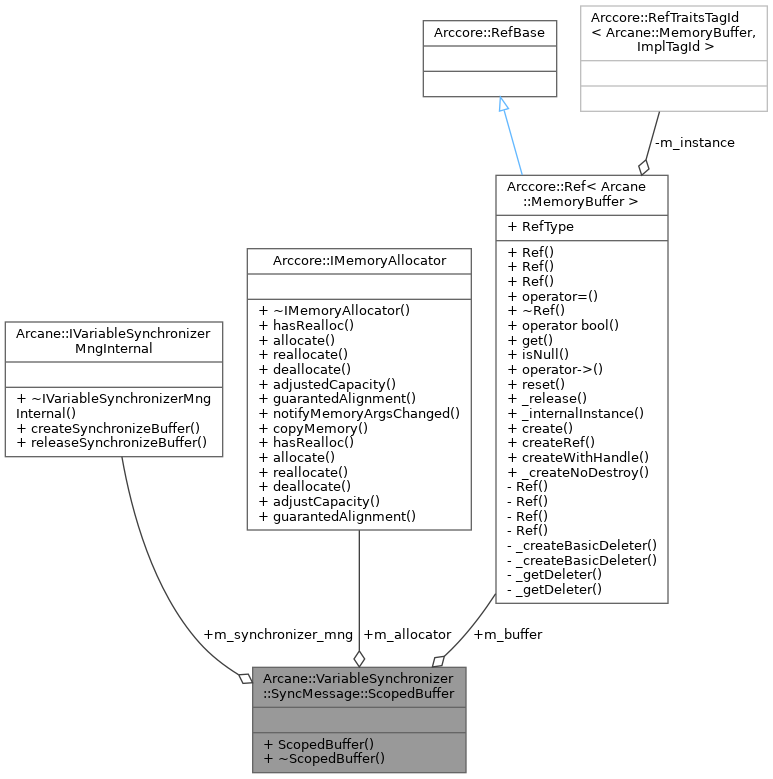 Arccore::RefBase
Arccore::RefTraitsTagId
< Arcane::MemoryBuffer,
ImplTagId >
-m_instance
Arccore::Ref< Arcane
::MemoryBuffer >
+ RefType
+ Ref()
+ Ref()
+ Ref()
+ operator=()
+ ~Ref()
+ operator bool()
+ get()
+ isNull()
+ operator->()
+ reset()
+ _release()
+ _internalInstance()
+ create()
+ createRef()
+ createWithHandle()
+ _createNoDestroy()
- Ref()
- Ref()
- Ref()
- Ref()
- _createBasicDeleter()
- _createBasicDeleter()
- _getDeleter()
- _getDeleter()
Arccore::IMemoryAllocator
+ ~IMemoryAllocator()
+ hasRealloc()
+ allocate()
+ reallocate()
+ deallocate()
+ adjustedCapacity()
+ guarantedAlignment()
+ notifyMemoryArgsChanged()
+ copyMemory()
+ hasRealloc()
+ allocate()
+ reallocate()
+ deallocate()
+ adjustCapacity()
+ guarantedAlignment()
Arcane::IVariableSynchronizer
MngInternal
+ ~IVariableSynchronizerMng
Internal()
+ createSynchronizeBuffer()
+ releaseSynchronizeBuffer()
+m_synchronizer_mng
+m_allocator
+m_buffer
Arcane::VariableSynchronizer
::SyncMessage::ScopedBuffer
+ ScopedBuffer()
+ ~ScopedBuffer()